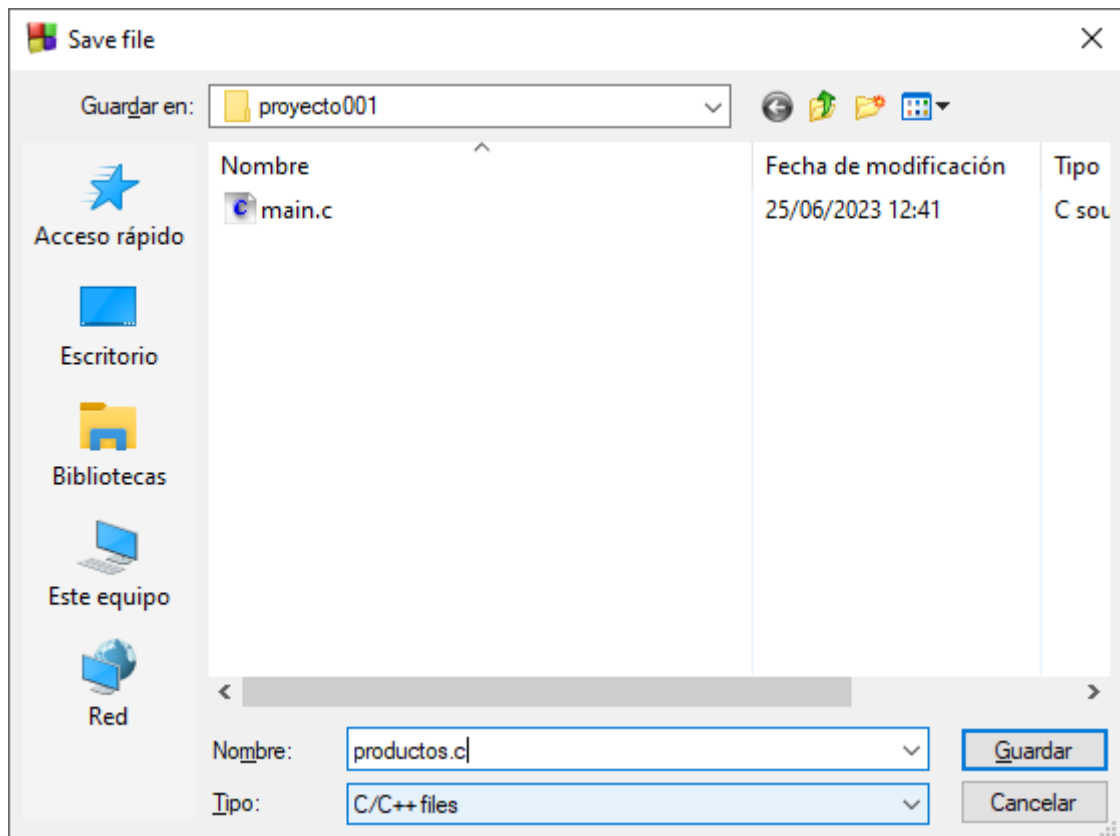 Save file
Guardar en: proyecto001
Nombre Fecha de modificación Tipo
main.c 25/06/2023 12:41 C sou
Acceso rápido
Escritorio
Bibliotecas
Este equipo
Red
Nombre: productos.c Guardar
Tipo: C/C++ files Cancelar